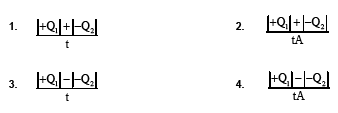 1. |+Q₁|+|−Q₂| / t
2. |+Q₁|+|−Q₂| / tA
3. |+Q₁|−|−Q₂| / t
4. |+Q₁|−|−Q₂| / tA